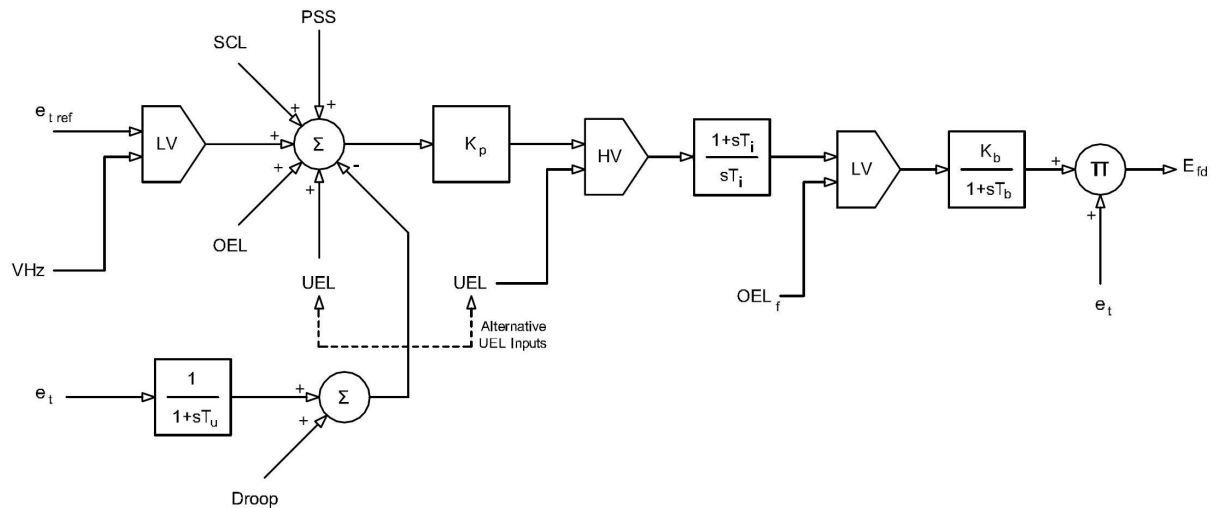 PSS
SCL
e t ref
LV
Σ
K p
HV
1+sT i
sT i
LV
K b
1+sT b
π
E fd
+
+
+
+
+
-
+
+
OEL
VHz
UEL
UEL
OEL f
e t
Alternative
UEL Inputs
e t
1
1+sT u
+
+
Σ
Droop